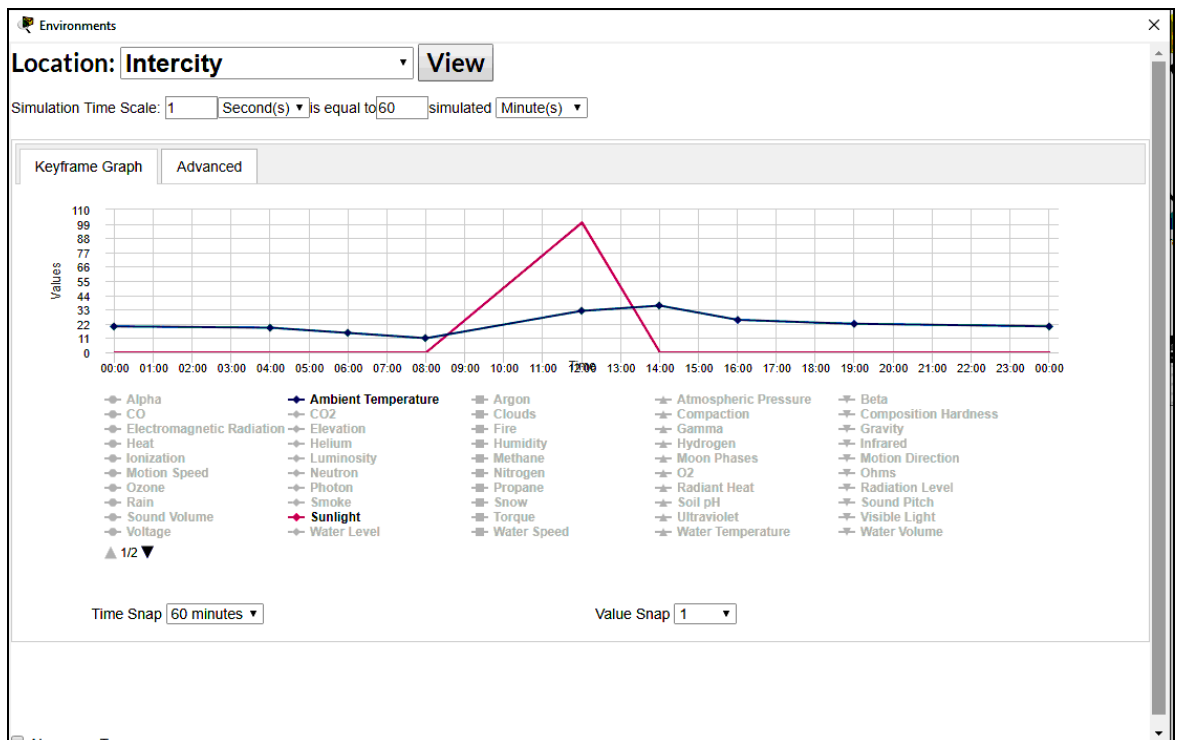 Environments
Location: Intercity View
Simulation Time Scale: 1 Second(s) is equal to 60 simulated Minute(s)
Keyframe Graph Advanced
110
99
88
77
66
55
44
33
22
11
0
Values
00:00 01:00 02:00 03:00 04:00 05:00 06:00 07:00 08:00 09:00 10:00 11:00 12:00 13:00 14:00 15:00 16:00 17:00 18:00 19:00 20:00 21:00 22:00 23:00 00:00
Time
Alpha Ambient Temperature Argon Atmospheric Pressure Beta
CO CO2 Clouds Compaction Composition Hardness
Electromagnetic Radiation Elevation Fire Gamma Gravity
Heat Helium Humidity Hydrogen Infrared
Ionization Luminosity Methane Moon Phases Motion Direction
Motion Speed Neutron Nitrogen O2 Ohms
Ozone Photon Propane Radiant Heat Radiation Level
Rain Smoke Snow Soil pH Sound Pitch
Sound Volume Sunlight Torque Ultraviolet Visible Light
Voltage Water Level Water Speed Water Temperature Water Volume
1/2
Time Snap 60 minutes Value Snap 1